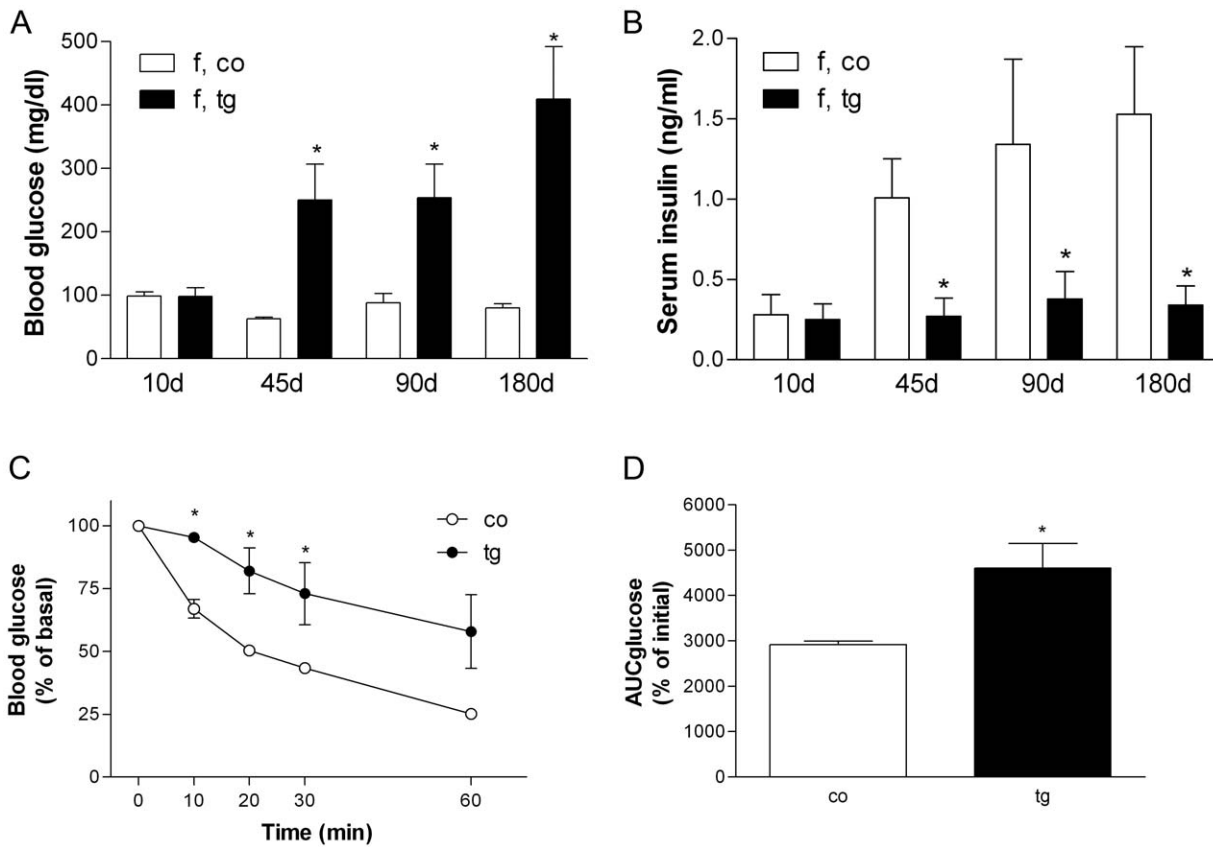 A
Blood glucose (mg/dl)
500
400
300
200
100
0
f, co
f, tg
*
*
*
10d 45d 90d 180d
B
Serum insulin (ng/ml)
2.0
1.5
1.0
0.5
0.0
f, co
f, tg
*
*
*
10d 45d 90d 180d
C
Blood glucose
(% of basal)
100
75
50
25
0
*
*
*
co
tg
0 10 20 30 60
Time (min)
D
AUCglucose
(% of initial)
6000
5000
4000
3000
2000
1000
0
*
co tg